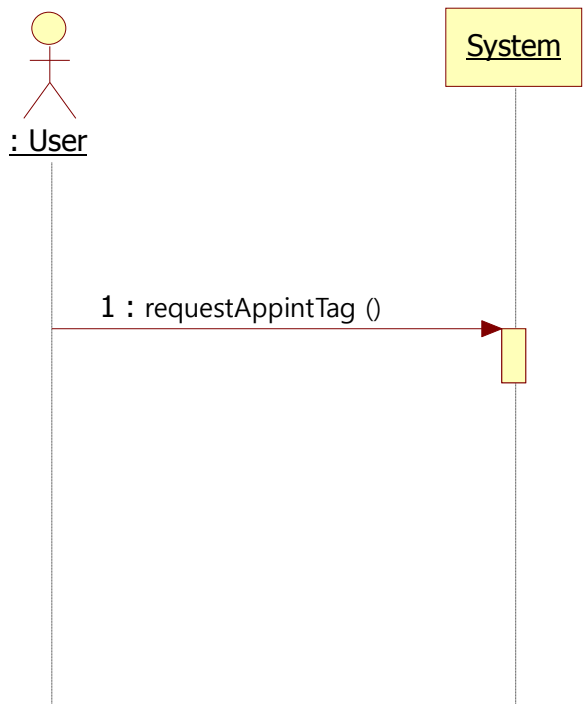 System
: User
1 : requestAppintTag ()